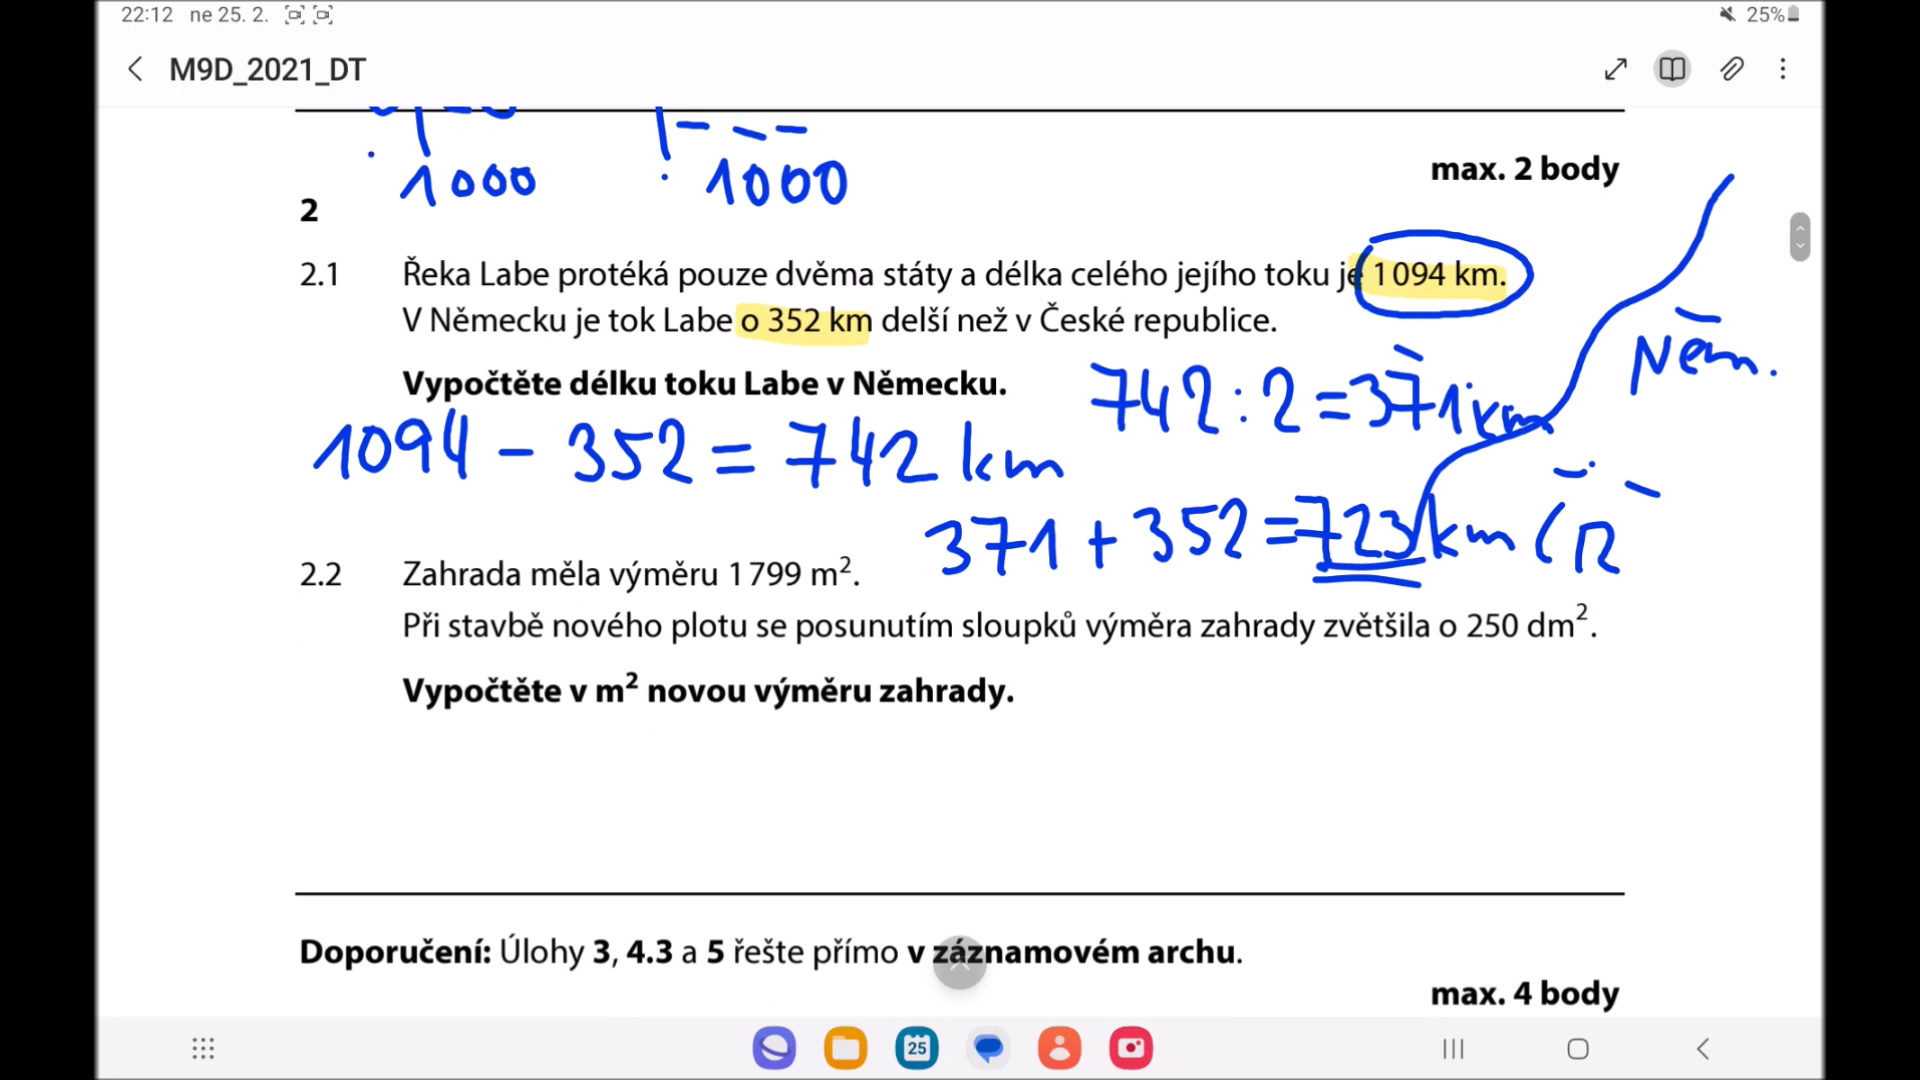 22:12 ne 25. 2.
25%
M9D_2021_DT
1000 1000
max. 2 body
2
2.1 Řeka Labe protéká pouze dvěma státy a délka celého jejího toku je 1 094 km.
V Německu je tok Labe o 352 km delší než v České republice.
Něm.
Vypočtěte délku toku Labe v Německu.
742 : 2 = 371 km
1094 - 352 = 742 km
371 + 352 = 723 km
ČR
2.2 Zahrada měla výměru 1 799 m².
Při stavbě nového plotu se posunutím sloupků výměra zahrady zvětšila o 250 dm².
Vypočtěte v m² novou výměru zahrady.
Doporučení: Úlohy 3, 4.3 a 5 řešte přímo v záznamovém archu.
max. 4 body
25